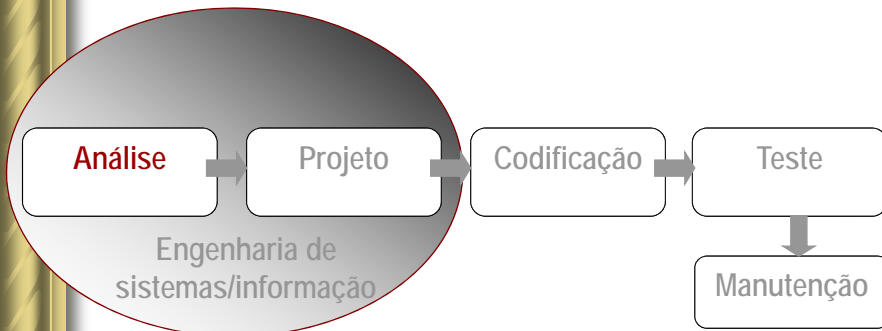 Análise
Projeto
Codificação
Teste
Engenharia de
sistemas/informação
Manutenção